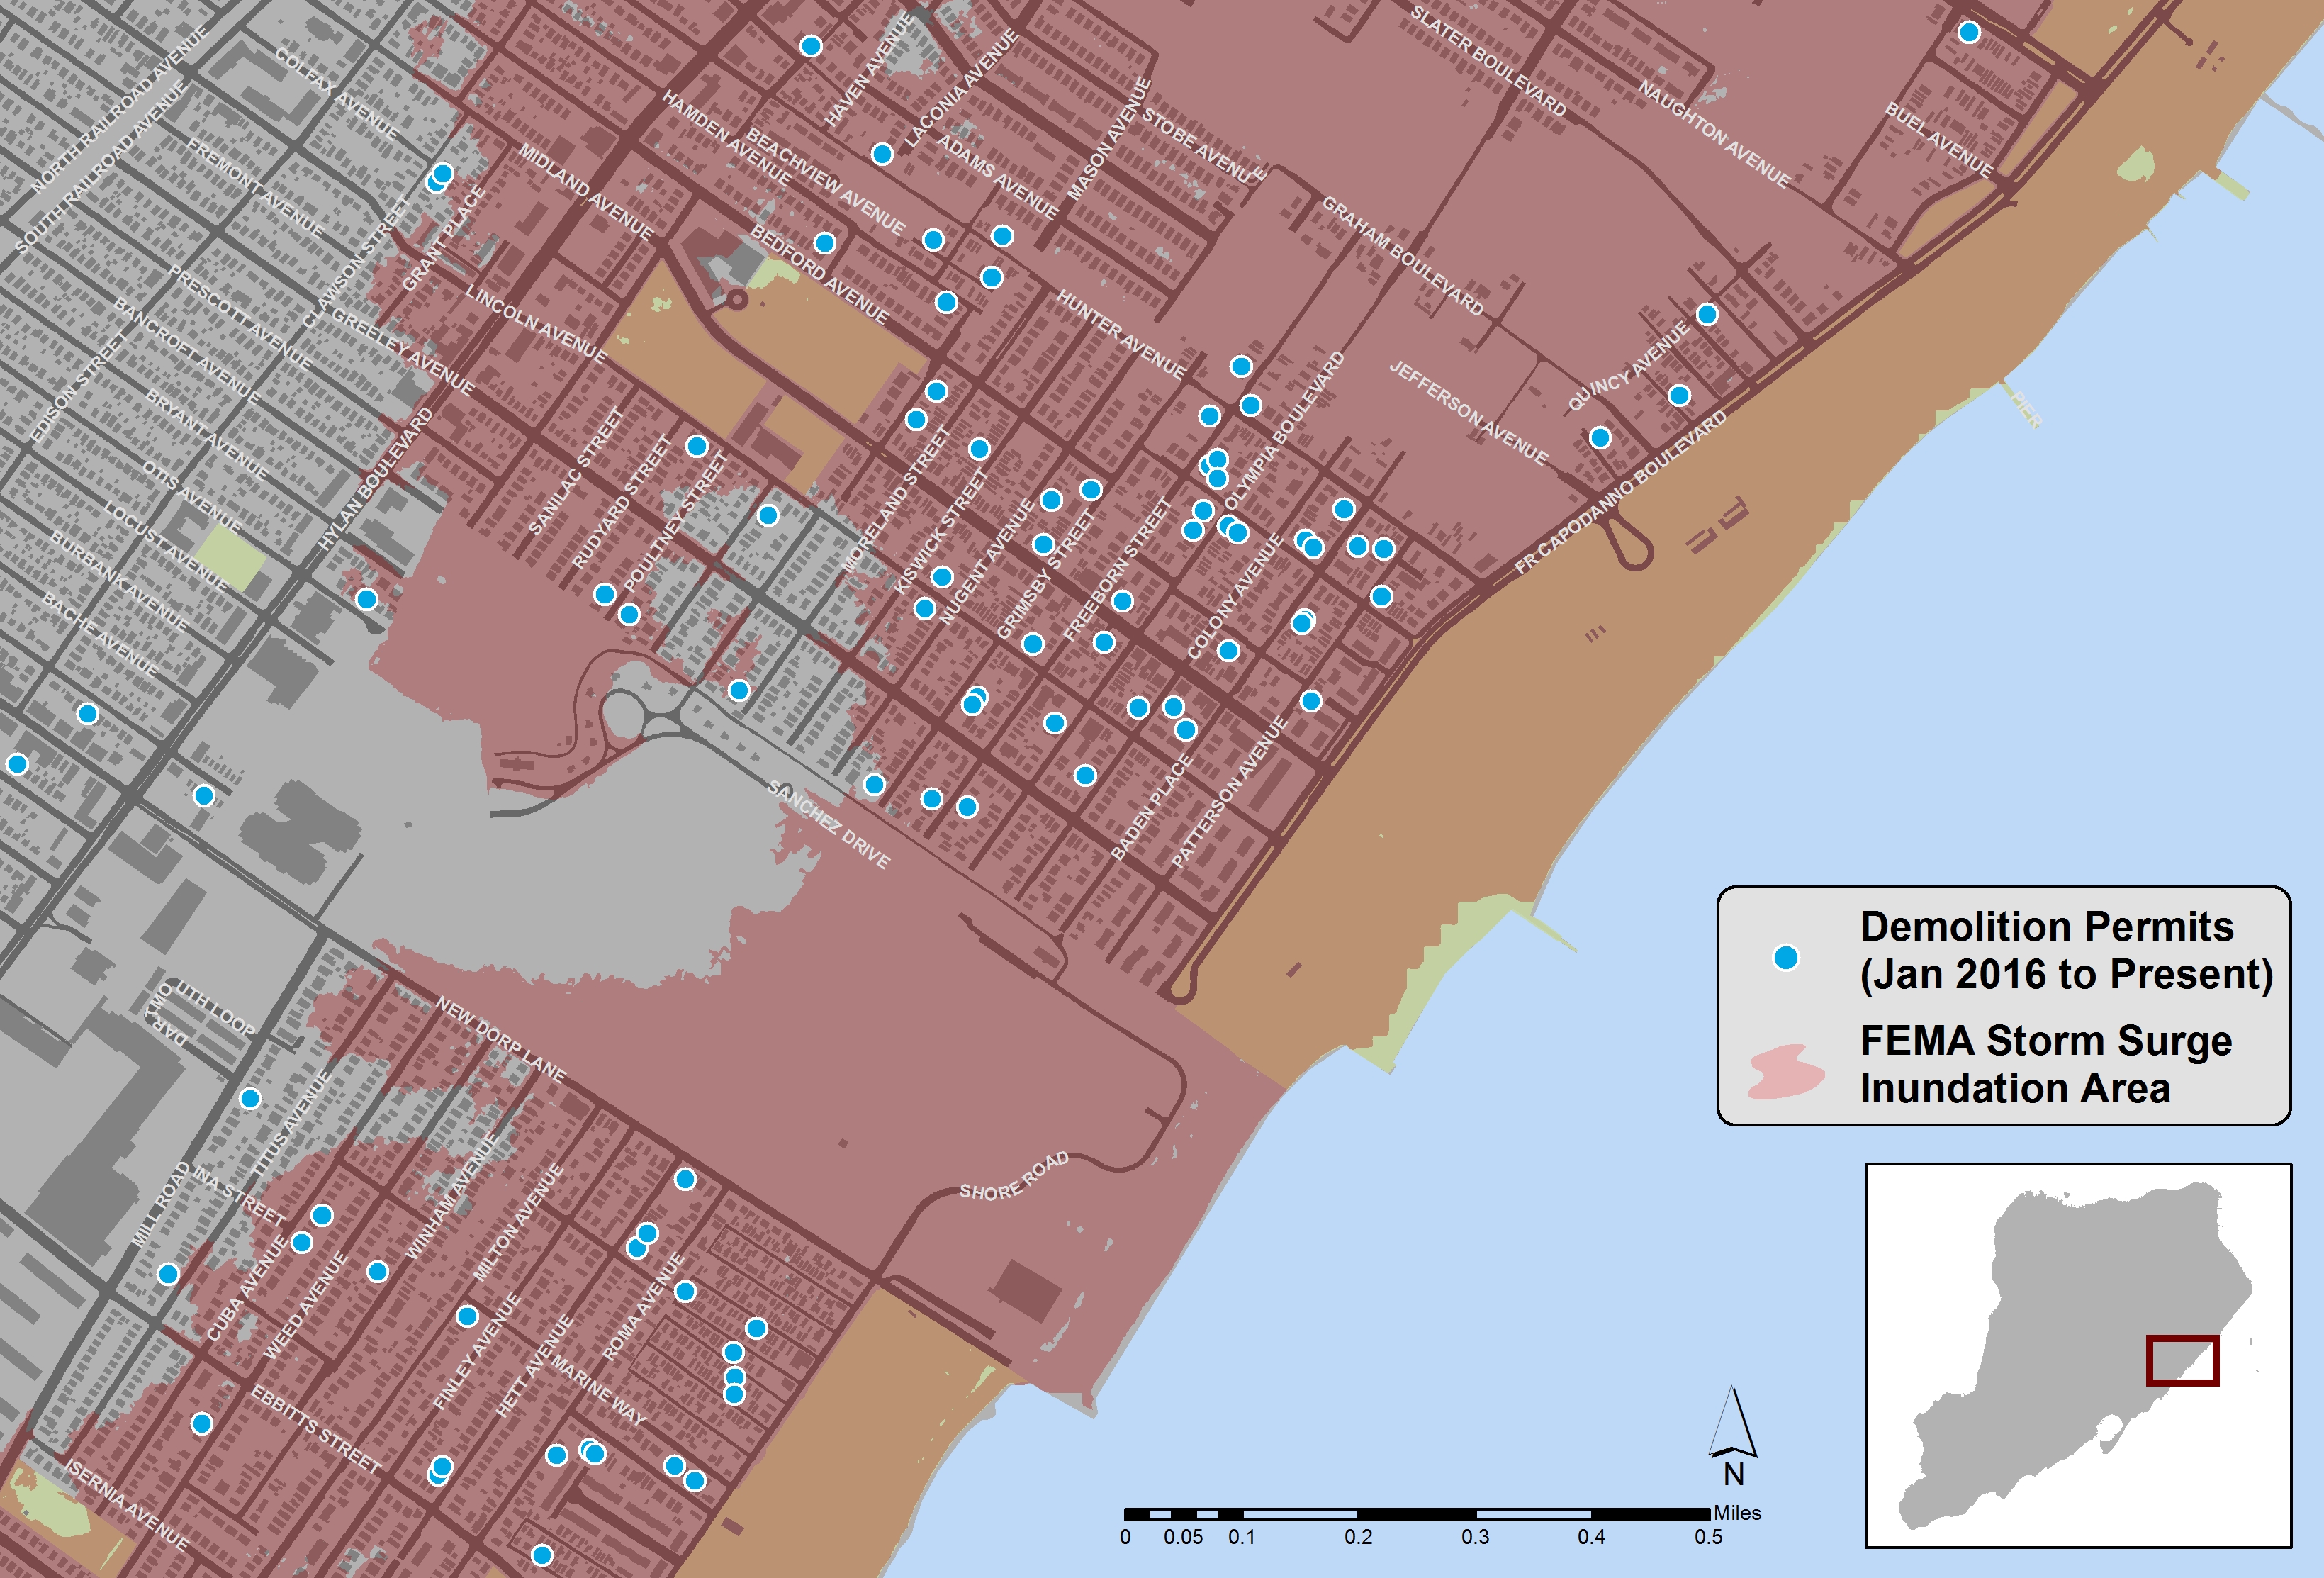 NORTH RAILROAD AVENUE
SOUTH RAILROAD AVENUE
COLFAX AVENUE
FREMONT AVENUE
PRESCOTT AVENUE
BANCROFT AVENUE
EDISON STREET
BRYANT AVENUE
OTIS AVENUE
LOCUST AVENUE
BURBANK AVENUE
BACHE AVENUE
CLAWSON STREET
GRANT PLACE
GREELEY AVENUE
LINCOLN AVENUE
MIDLAND AVENUE
HYLAN BOULEVARD
HAMDEN AVENUE
BEACHVIEW AVENUE
BEDFORD AVENUE
HAVEN AVENUE
LACONIA AVENUE
ADAMS AVENUE
MASON AVENUE
STOBE AVENUE
SLATER BOULEVARD
NAUGHTON AVENUE
BUEL AVENUE
GRAHAM BOULEVARD
HUNTER AVENUE
JEFFERSON AVENUE
QUINCY AVENUE
OLYMPIA BOULEVARD
FR CAPODANNO BOULEVARD
PIER
SANILAC STREET
RUDYARD STREET
POULTNEY STREET
MORELAND STREET
KISWICK STREET
NUGENT AVENUE
GRIMSBY STREET
FREEBORN STREET
COLONY AVENUE
BADEN PLACE
PATTERSON AVENUE
SANCHEZ DRIVE
NEW DORP LANE
SHORE ROAD
DARTMOUTH LOOP
TITUS AVENUE
MILL ROAD
INA STREET
CUBA AVENUE
WEED AVENUE
WINHAM AVENUE
MILTON AVENUE
FINLEY AVENUE
HETT AVENUE
ROMA AVENUE
MARINE WAY
EBBITTS STREET
ISERNIA AVENUE
Demolition Permits
(Jan 2016 to Present)
FEMA Storm Surge
Inundation Area
N
Miles
0 0.05 0.1 0.2 0.3 0.4 0.5